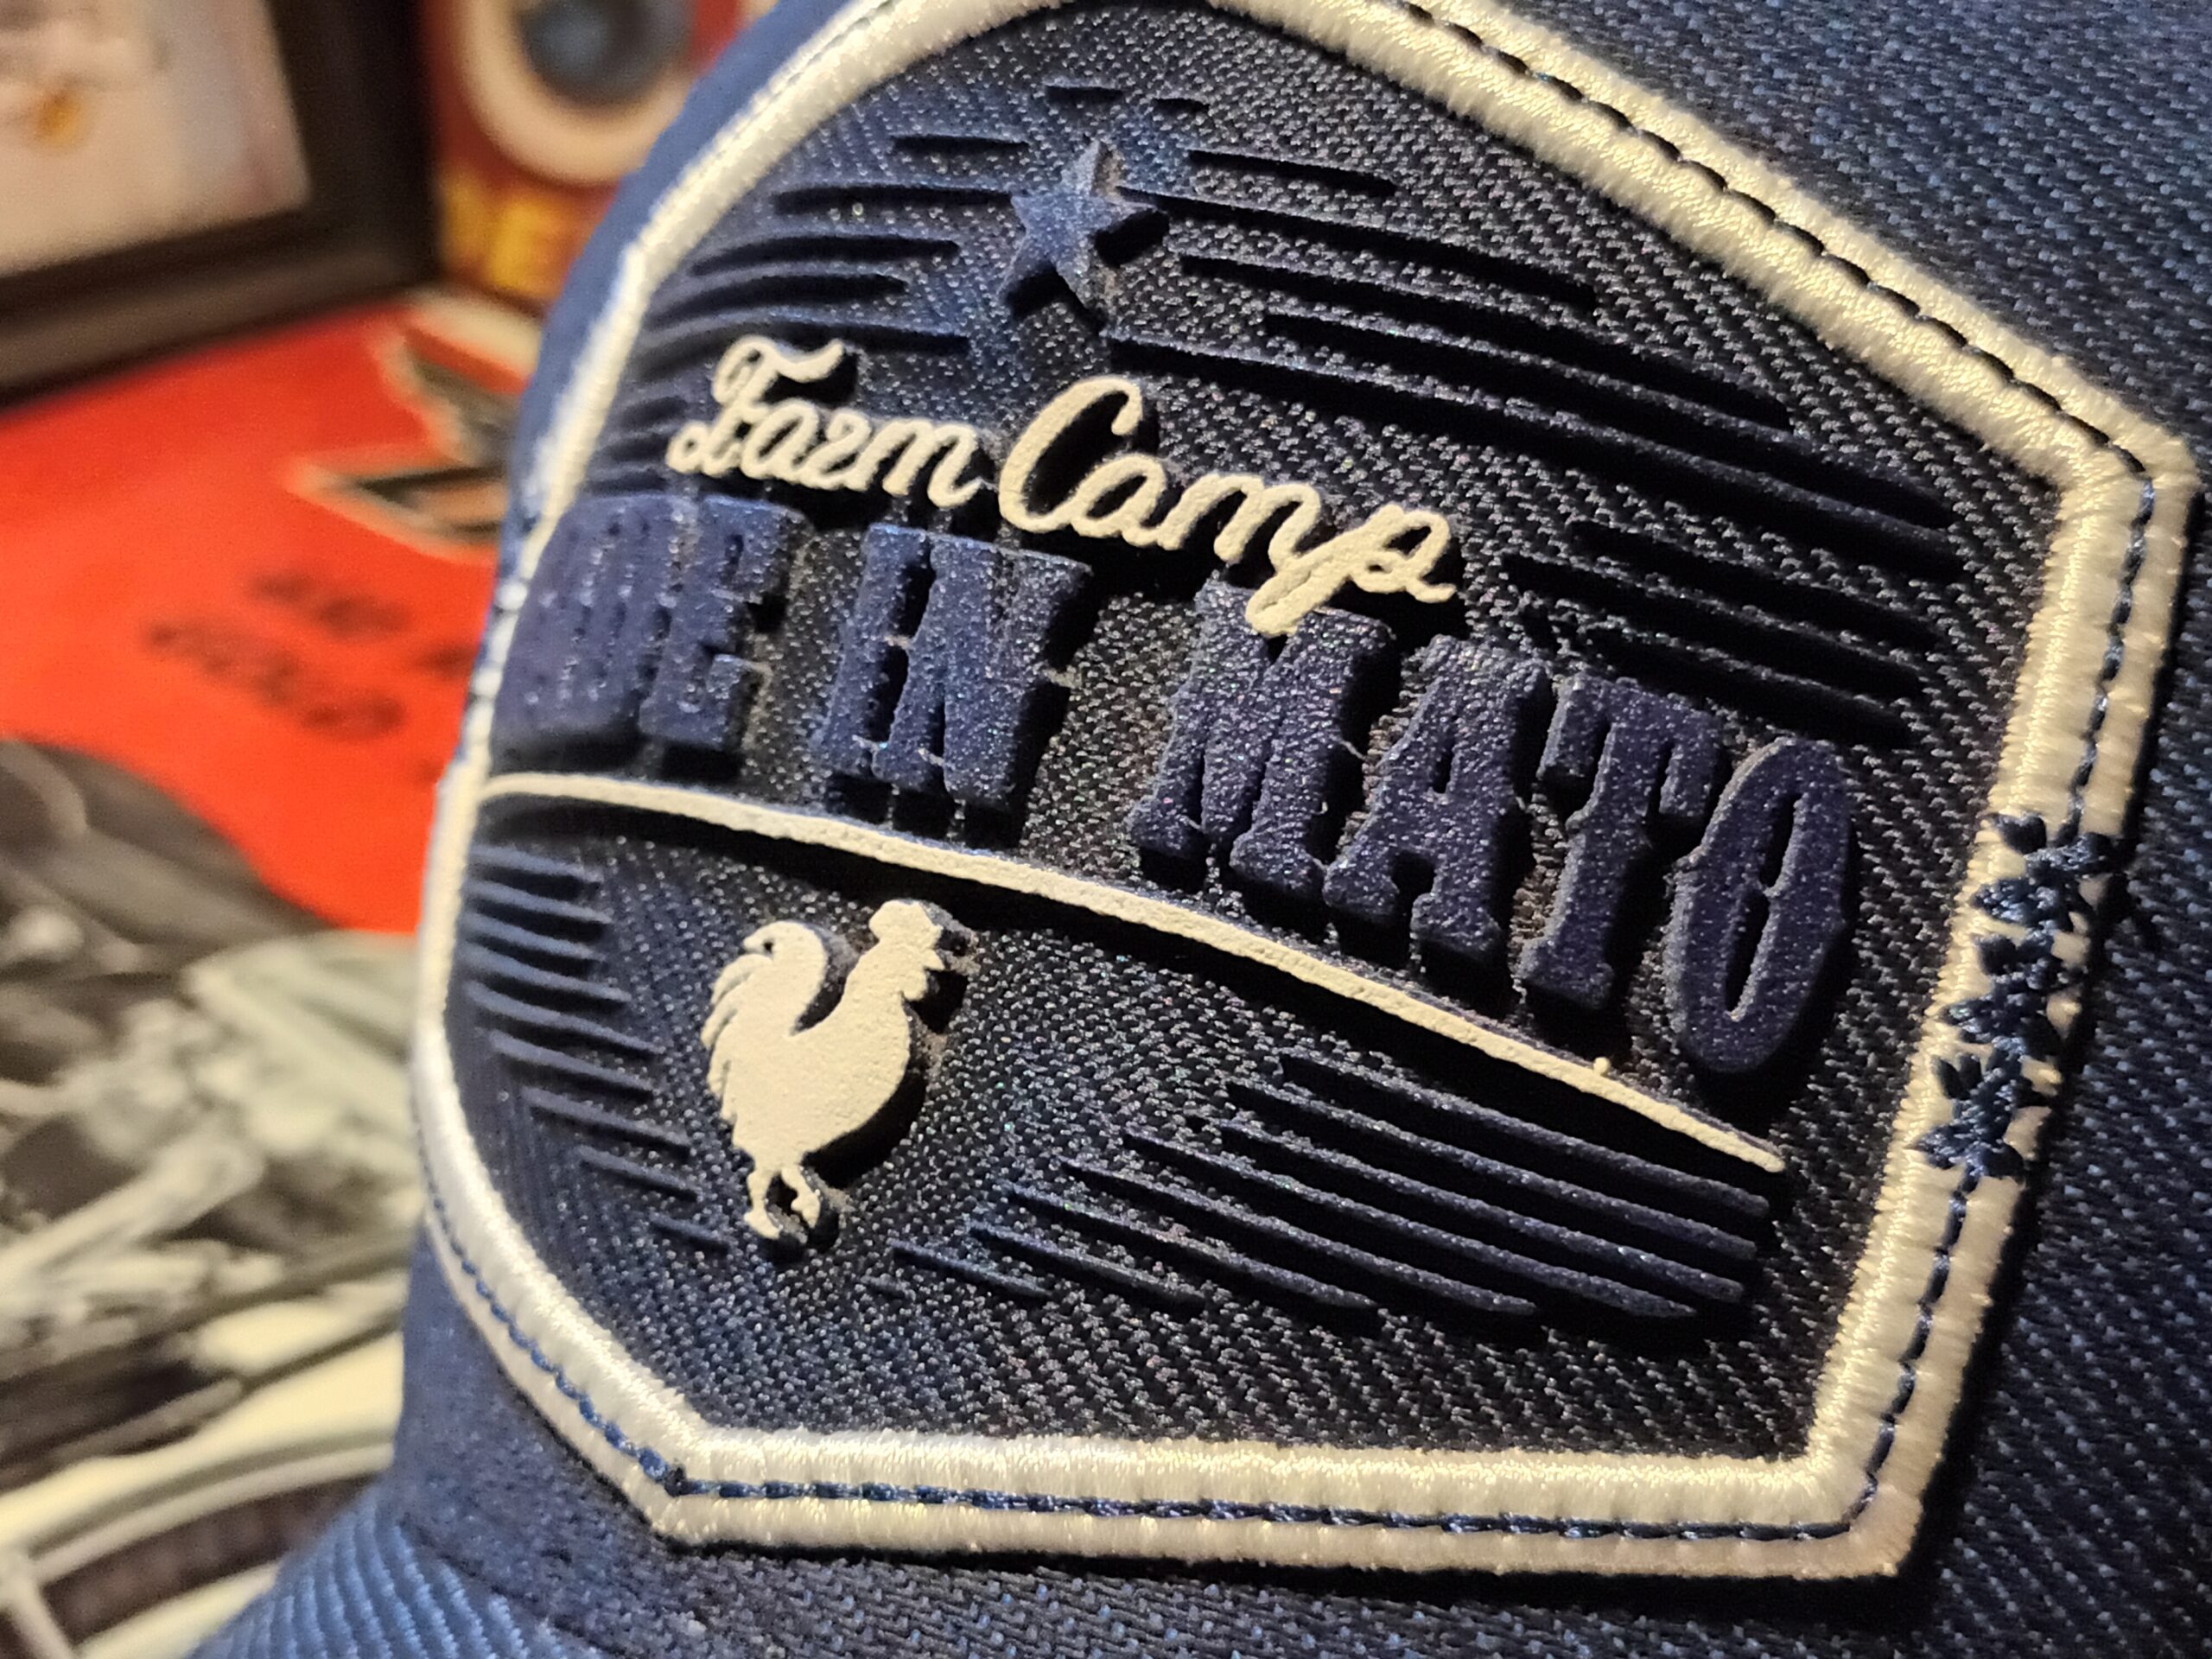 Farm Camp
DE IN MATO